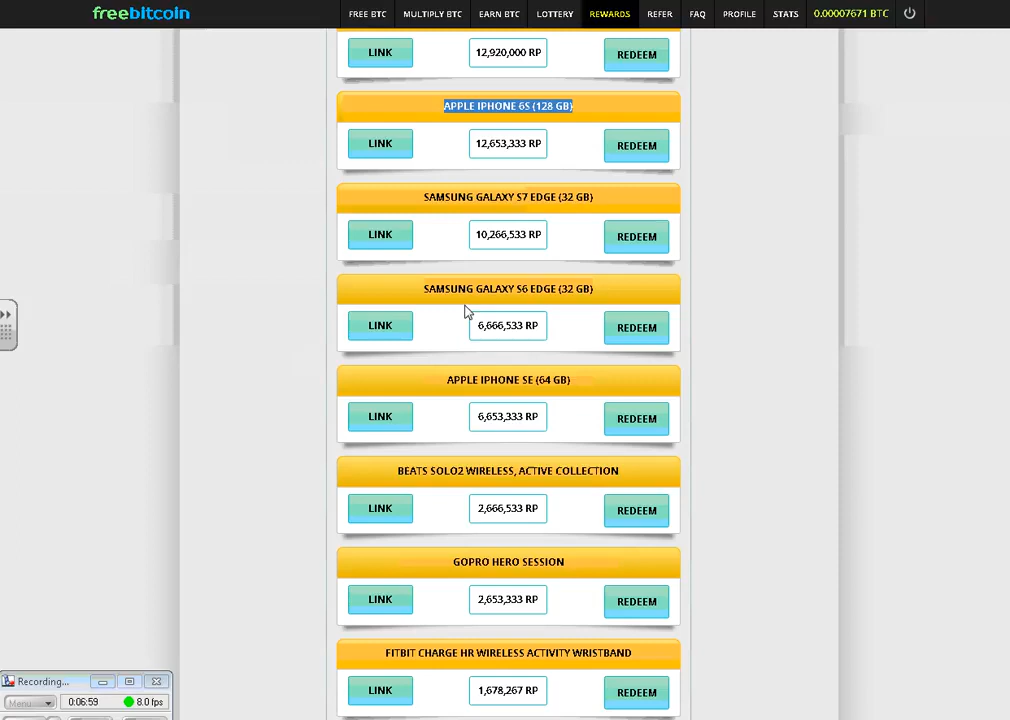 freebitcoin
FREE BTC MULTIPLY BTC EARN BTC LOTTERY REWARDS REFER FAQ PROFILE STATS 0.00007671 BTC
LINK 12,920,000 RP REDEEM
APPLE IPHONE 6S (128 GB)
LINK 12,653,333 RP REDEEM
SAMSUNG GALAXY S7 EDGE (32 GB)
LINK 10,266,533 RP REDEEM
SAMSUNG GALAXY S6 EDGE (32 GB)
LINK 6,666,533 RP REDEEM
APPLE IPHONE SE (64 GB)
LINK 6,653,333 RP REDEEM
BEATS SOLO2 WIRELESS, ACTIVE COLLECTION
LINK 2,666,533 RP REDEEM
GOPRO HERO SESSION
LINK 2,653,333 RP REDEEM
FITBIT CHARGE HR WIRELESS ACTIVITY WRISTBAND
LINK 1,678,267 RP REDEEM
Recording...
Menu 0:06:59 8.0 fps